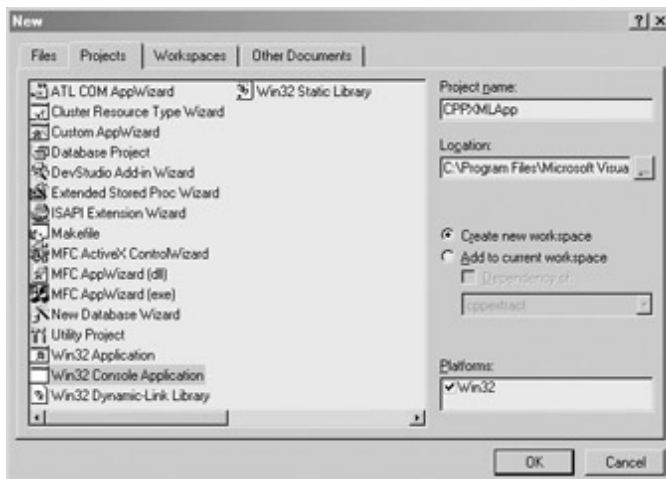 New
Files Projects Workspaces Other Documents
ATL COM AppWizard
Cluster Resource Type Wizard
Custom AppWizard
Database Project
DevStudio Add-in Wizard
Extended Stored Proc Wizard
ISAPI Extension Wizard
Makefile
MFC ActiveX ControlWizard
MFC AppWizard (dll)
MFC AppWizard (exe)
New Database Wizard
Utility Project
Win32 Application
Win32 Console Application
Win32 Dynamic-Link Library
Win32 Static Library
Project name:
CPPXMLApp
Location:
C:\Program Files\Microsoft Visua
...
Create new workspace
Add to current workspace
Dependency of:
cppextract
Platforms:
Win32
OK Cancel